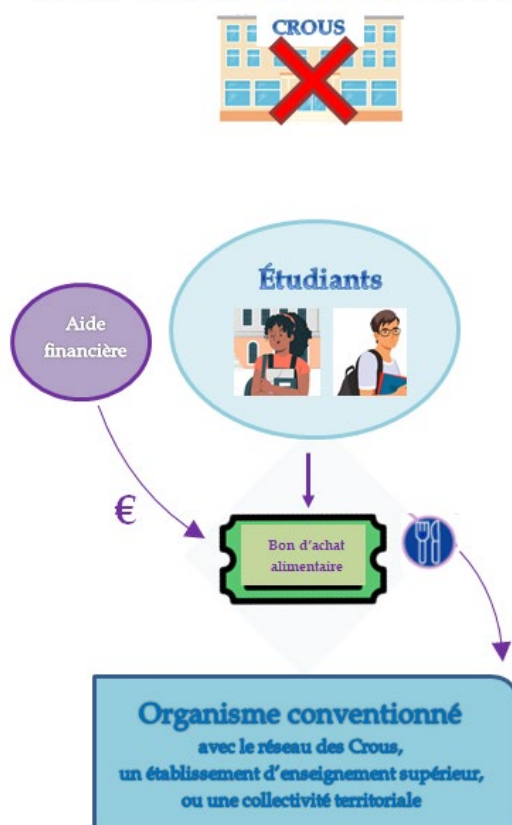 CROUS
Étudiants
Aide
financière
€
Bon d'achat
alimentaire
Organisme conventionné
avec le réseau des Crous,
un établissement d'enseignement supérieur,
ou une collectivité territoriale